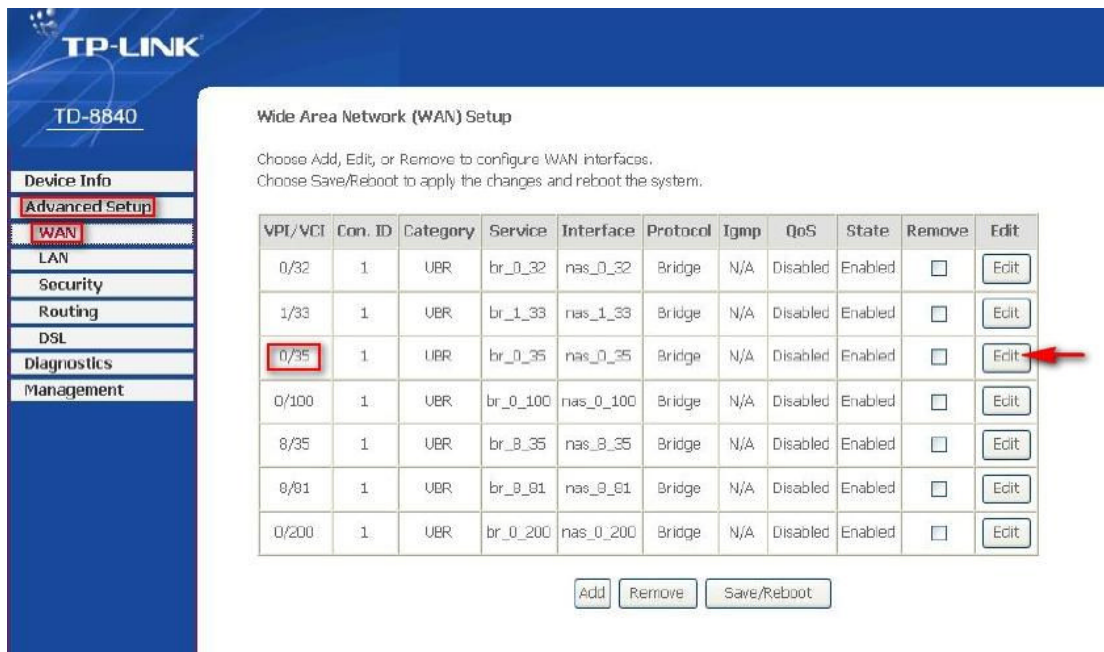 TP-LINK
TD-8840
Device Info
Advanced Setup
WAN
LAN
Security
Routing
DSL
Diagnostics
Management
Wide Area Network (WAN) Setup
Choose Add, Edit, or Remove to configure WAN interfaces.
Choose Save/Reboot to apply the changes and reboot the system.
VPI/VCI Con. ID Category Service Interface Protocol Igmp QoS State Remove Edit
0/32 1 UBR br_0_32 nas_0_32 Bridge N/A Disabled Enabled Edit
1/33 1 UBR br_1_33 nas_1_33 Bridge N/A Disabled Enabled Edit
0/35 1 UBR br_0_35 nas_0_35 Bridge N/A Disabled Enabled Edit
0/100 1 UBR br_0_100 nas_0_100 Bridge N/A Disabled Enabled Edit
8/35 1 UBR br_8_35 nas_8_35 Bridge N/A Disabled Enabled Edit
8/81 1 UBR br_8_81 nas_8_81 Bridge N/A Disabled Enabled Edit
0/200 1 UBR br_0_200 nas_0_200 Bridge N/A Disabled Enabled Edit
Add Remove Save/Reboot